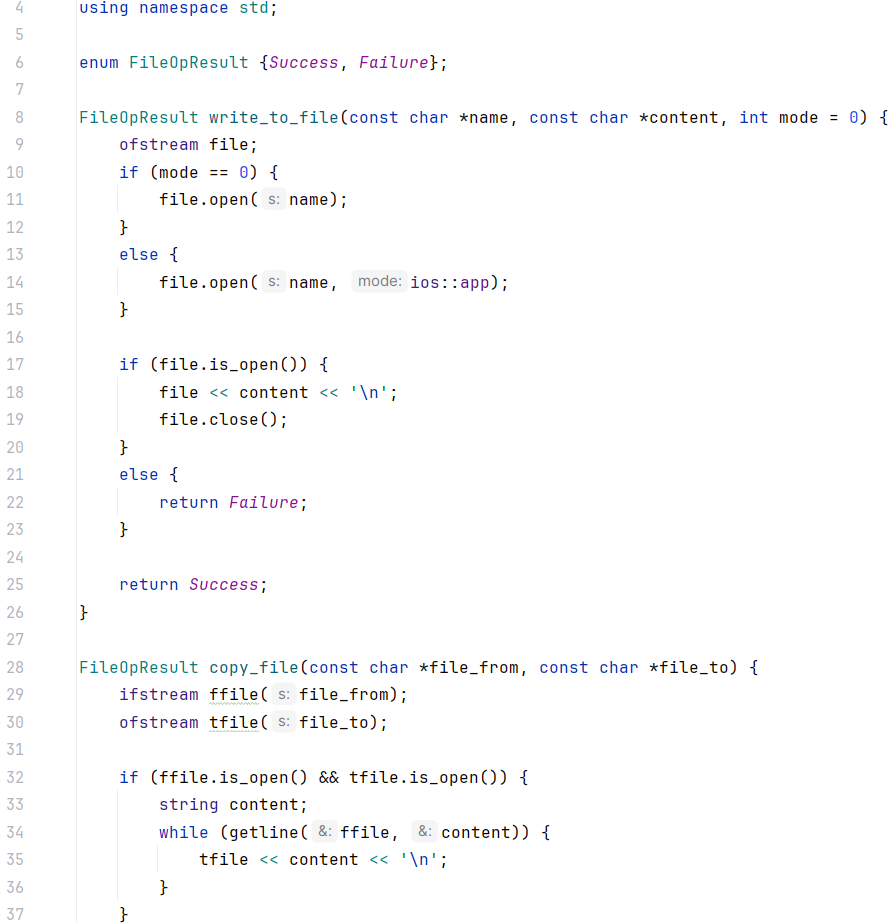 4 using namespace std;
5
6 enum FileOpResult {Success, Failure};
7
8 FileOpResult write_to_file(const char *name, const char *content, int mode = 0) {
9 ofstream file;
10 if (mode == 0) {
11 file.open( s: name);
12 }
13 else {
14 file.open( s: name, mode: ios::app);
15 }
16
17 if (file.is_open()) {
18 file << content << '\n';
19 file.close();
20 }
21 else {
22 return Failure;
23 }
24
25 return Success;
26 }
27
28 FileOpResult copy_file(const char *file_from, const char *file_to) {
29 ifstream ffile( s: file_from);
30 ofstream tfile( s: file_to);
31
32 if (ffile.is_open() && tfile.is_open()) {
33 string content;
34 while (getline( &: ffile, &: content)) {
35 tfile << content << '\n';
36 }
37 }